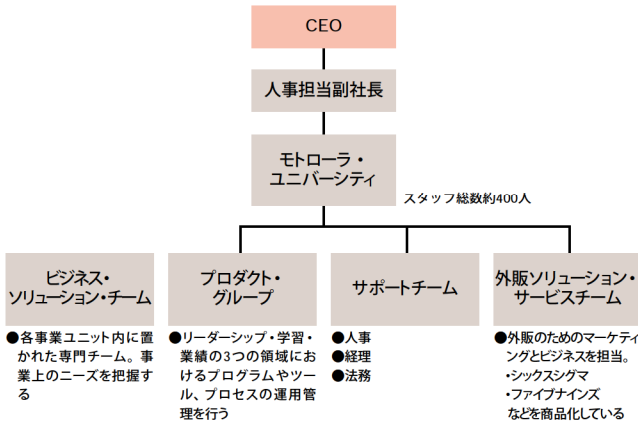 CEO
人事担当副社長
モトローラ・
ユニバーシティ
スタッフ総数約400人
ビジネス・
ソリューション・チーム
●各事業ユニット内に置
かれた専門チーム。事
業上のニーズを把握す
る
プロダクト・
グループ
●リーダーシップ・学習・
業績の3つの領域にお
けるプログラムやツー
ル、プロセスの運用管
理を行う
サポートチーム
●人事
●経理
●法務
外販ソリューション・
サービスチーム
●外販のためのマーケティ
ングとビジネスを担当。
・シックスシグマ
・ファイブナインズ
などを商品化している